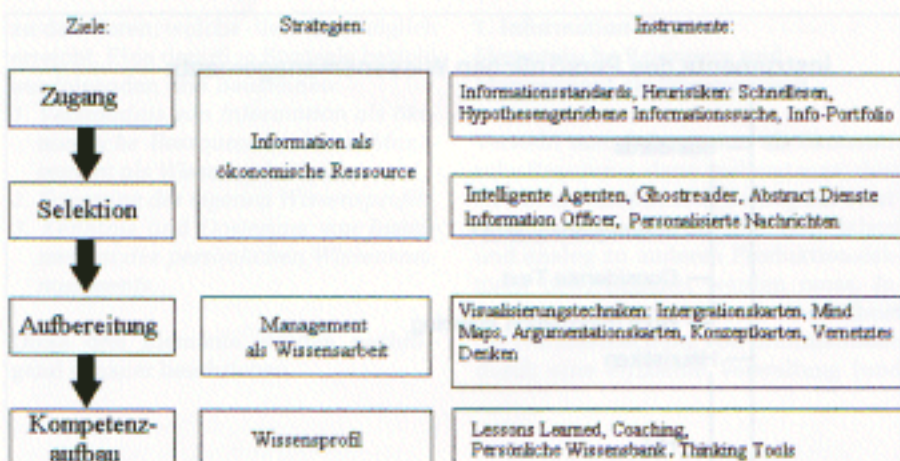 Ziele:
Strategien:
Instrumente:
Zugang
Information als
ökonomische Ressource
Informationsstandards, Heuristiken: Schnellesen,
Hypothesengetriebene Informationssuche, Info-Portfolio
Selektion
Intelligente Agenten, Ghostreader, Abstract Dienste
Information Officer, Personalisierte Nachrichten
Aufbereitung
Management
als Wissensarbeit
Visualisierungstechniken: Intergrationskarten, Mind
Maps, Argumentationskarten, Konzeptkarten, Vernetztes
Denken
Kompetenz-
aufbau
Wissensprofil
Lessons Learned, Coaching,
Persönliche Wissensbank, Thinking Tools